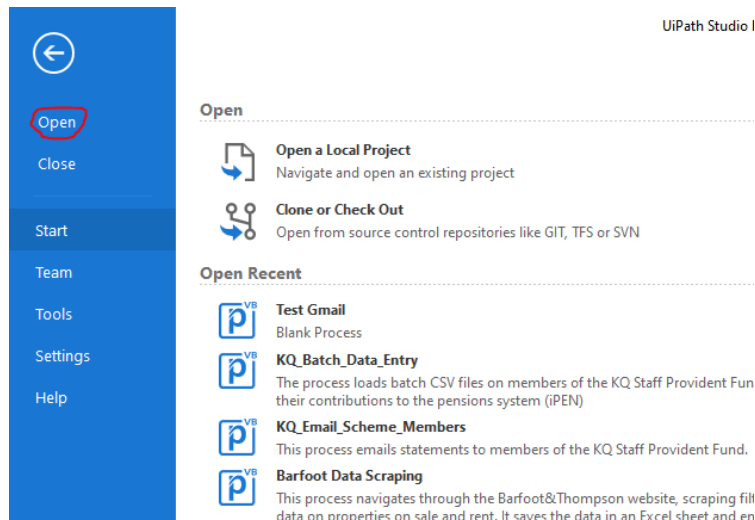 UiPath Studio
Open
Close
Start
Team
Tools
Settings
Help
Open
Open a Local Project
Navigate and open an existing project
Clone or Check Out
Open from source control repositories like GIT, TFS or SVN
Open Recent
VB
Test Gmail
Blank Process
VB
KQ_Batch_Data_Entry
The process loads batch CSV files on members of the KQ Staff Provident Fun
their contributions to the pensions system (iPEN)
VB
KQ_Email_Scheme_Members
This process emails statements to members of the KQ Staff Provident Fund.
VB
Barfoot Data Scraping
This process navigates through the Barfoot&Thompson website, scraping filt
data on properties on sale and rent. It saves the data in an Excel sheet and em